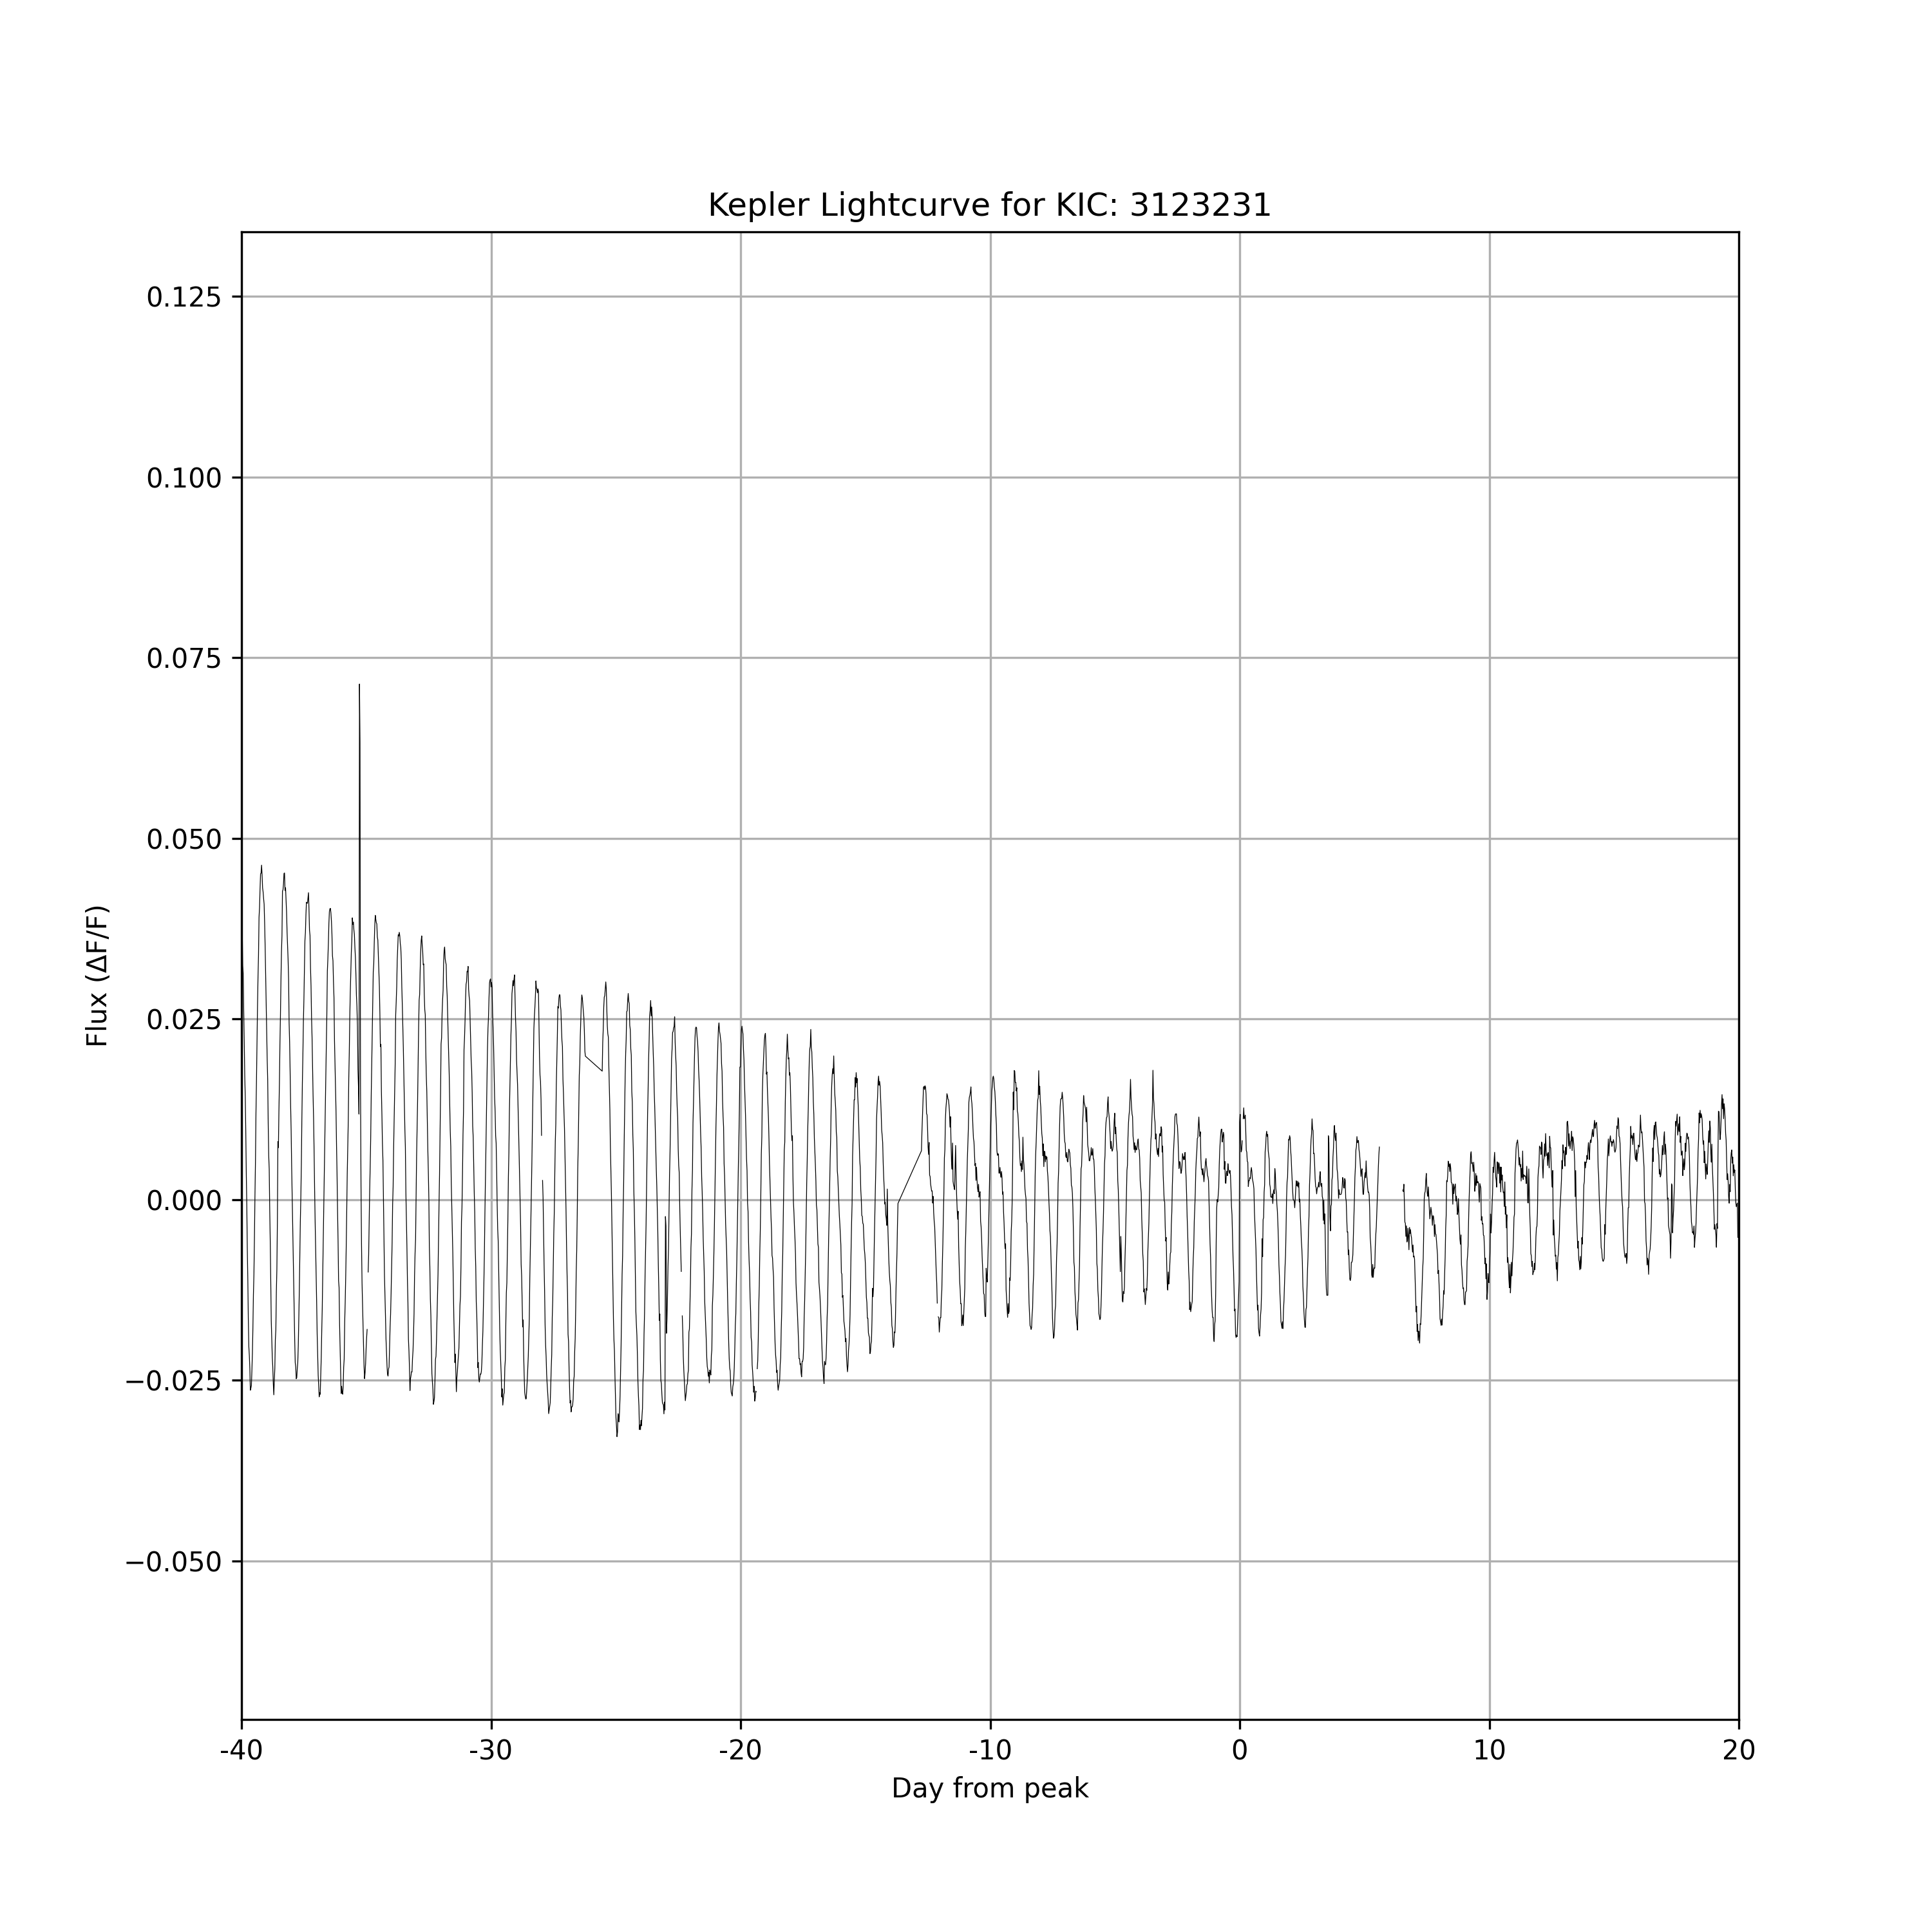 Kepler Lightcurve for KIC: 3123231
0.125
0.100
0.075
0.050
0.025
0.000
−0.025
−0.050
Flux (ΔF/F)
-40 -30 -20 -10 0 10 20
Day from peak